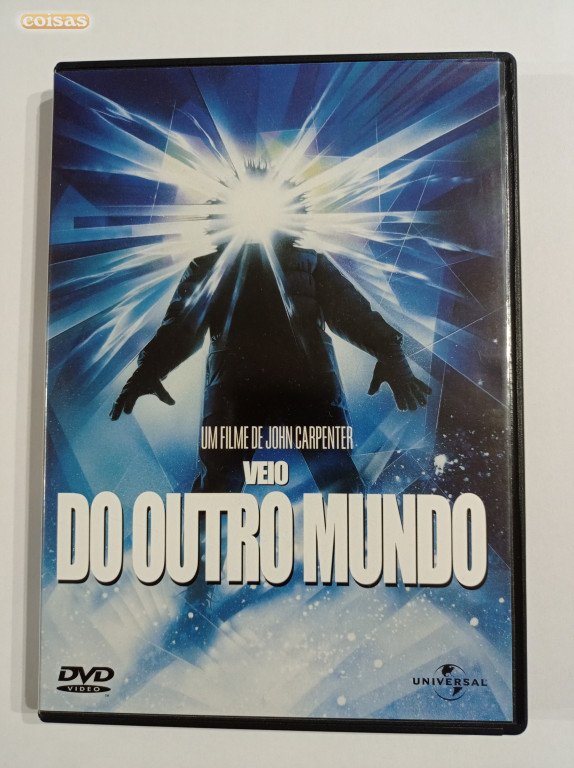 coisas
UM FILME DE JOHN CARPENTER
VEIO
DO OUTRO MUNDO
DVD
VIDEO
UNIVERSAL